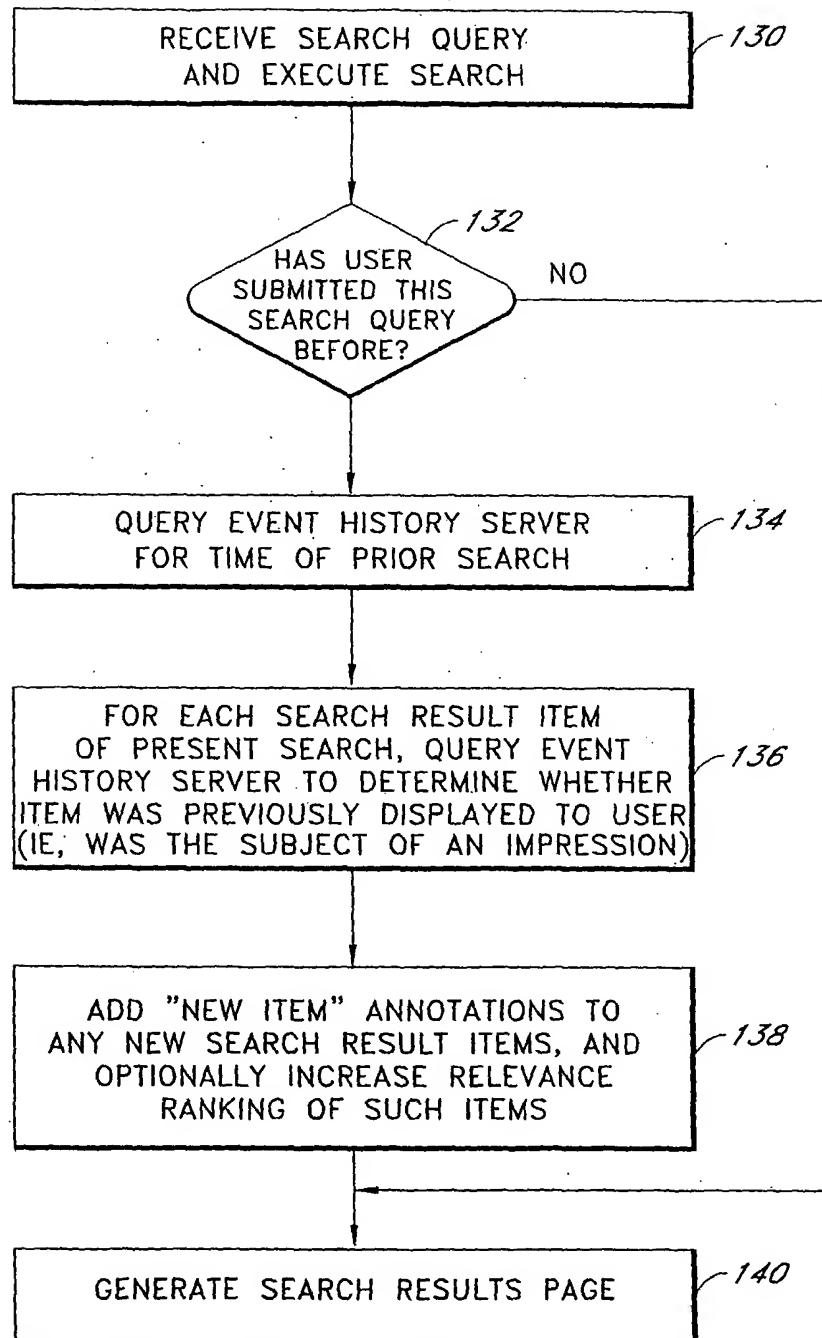 RECEIVE SEARCH QUERY
AND EXECUTE SEARCH
130
132
HAS USER
SUBMITTED THIS
SEARCH QUERY
BEFORE?
NO
QUERY EVENT HISTORY SERVER
FOR TIME OF PRIOR SEARCH
134
FOR EACH SEARCH RESULT ITEM
OF PRESENT SEARCH, QUERY EVENT
HISTORY SERVER TO DETERMINE WHETHER
ITEM WAS PREVIOUSLY DISPLAYED TO USER
(IE, WAS THE SUBJECT OF AN IMPRESSION)
136
ADD "NEW ITEM" ANNOTATIONS TO
ANY NEW SEARCH RESULT ITEMS, AND
OPTIONALLY INCREASE RELEVANCE
RANKING OF SUCH ITEMS
138
GENERATE SEARCH RESULTS PAGE
140